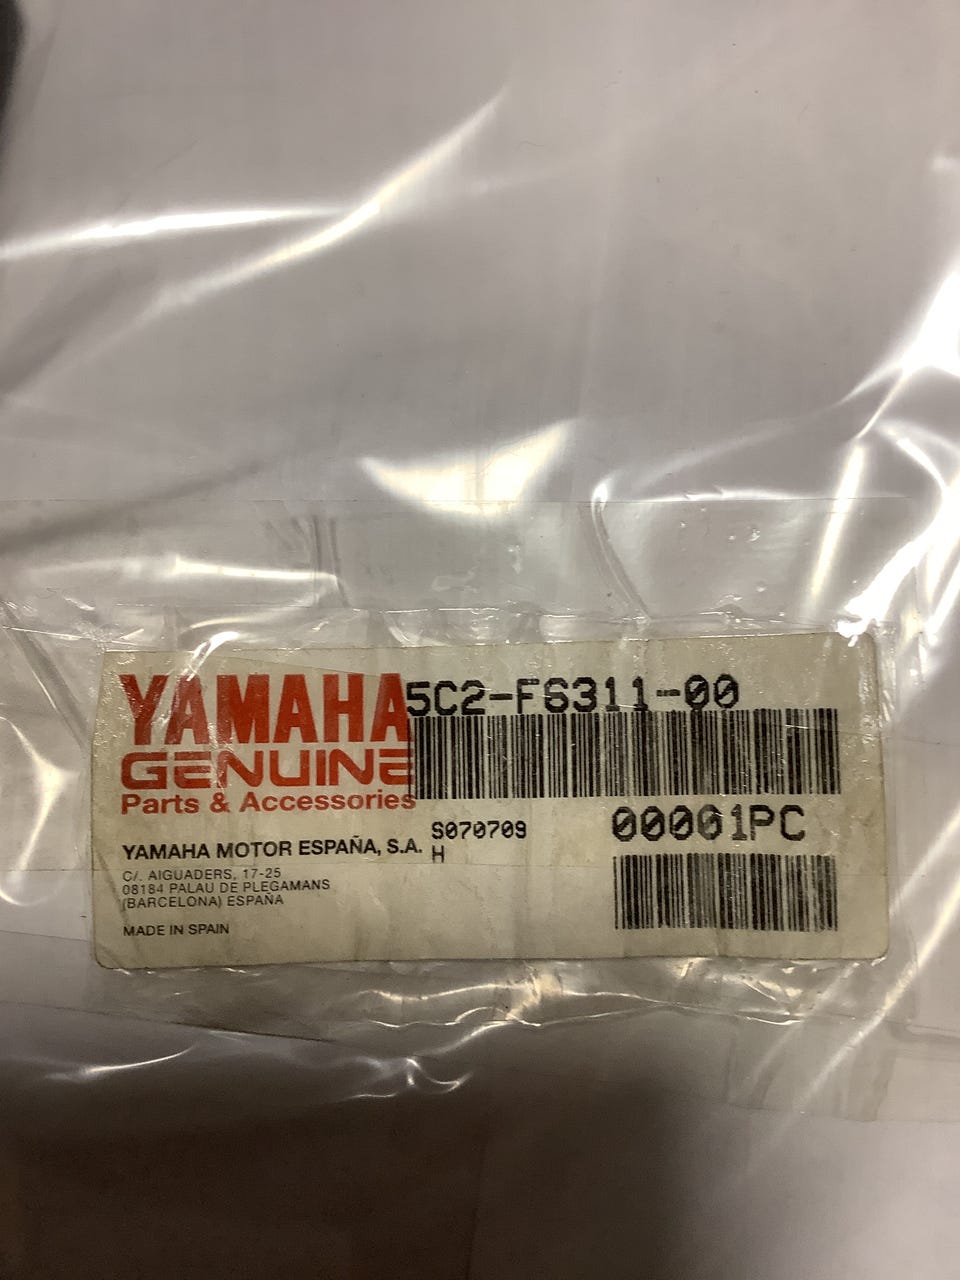 YAMAHA
GENUINE
Parts & Accessories
5C2-F6311-00
YAMAHA MOTOR ESPAÑA, S.A.
C/. AIGUADERS, 17-25
08184 PALAU DE PLEGAMANS
(BARCELONA) ESPAÑA
MADE IN SPAIN
S070709
H
00001PC